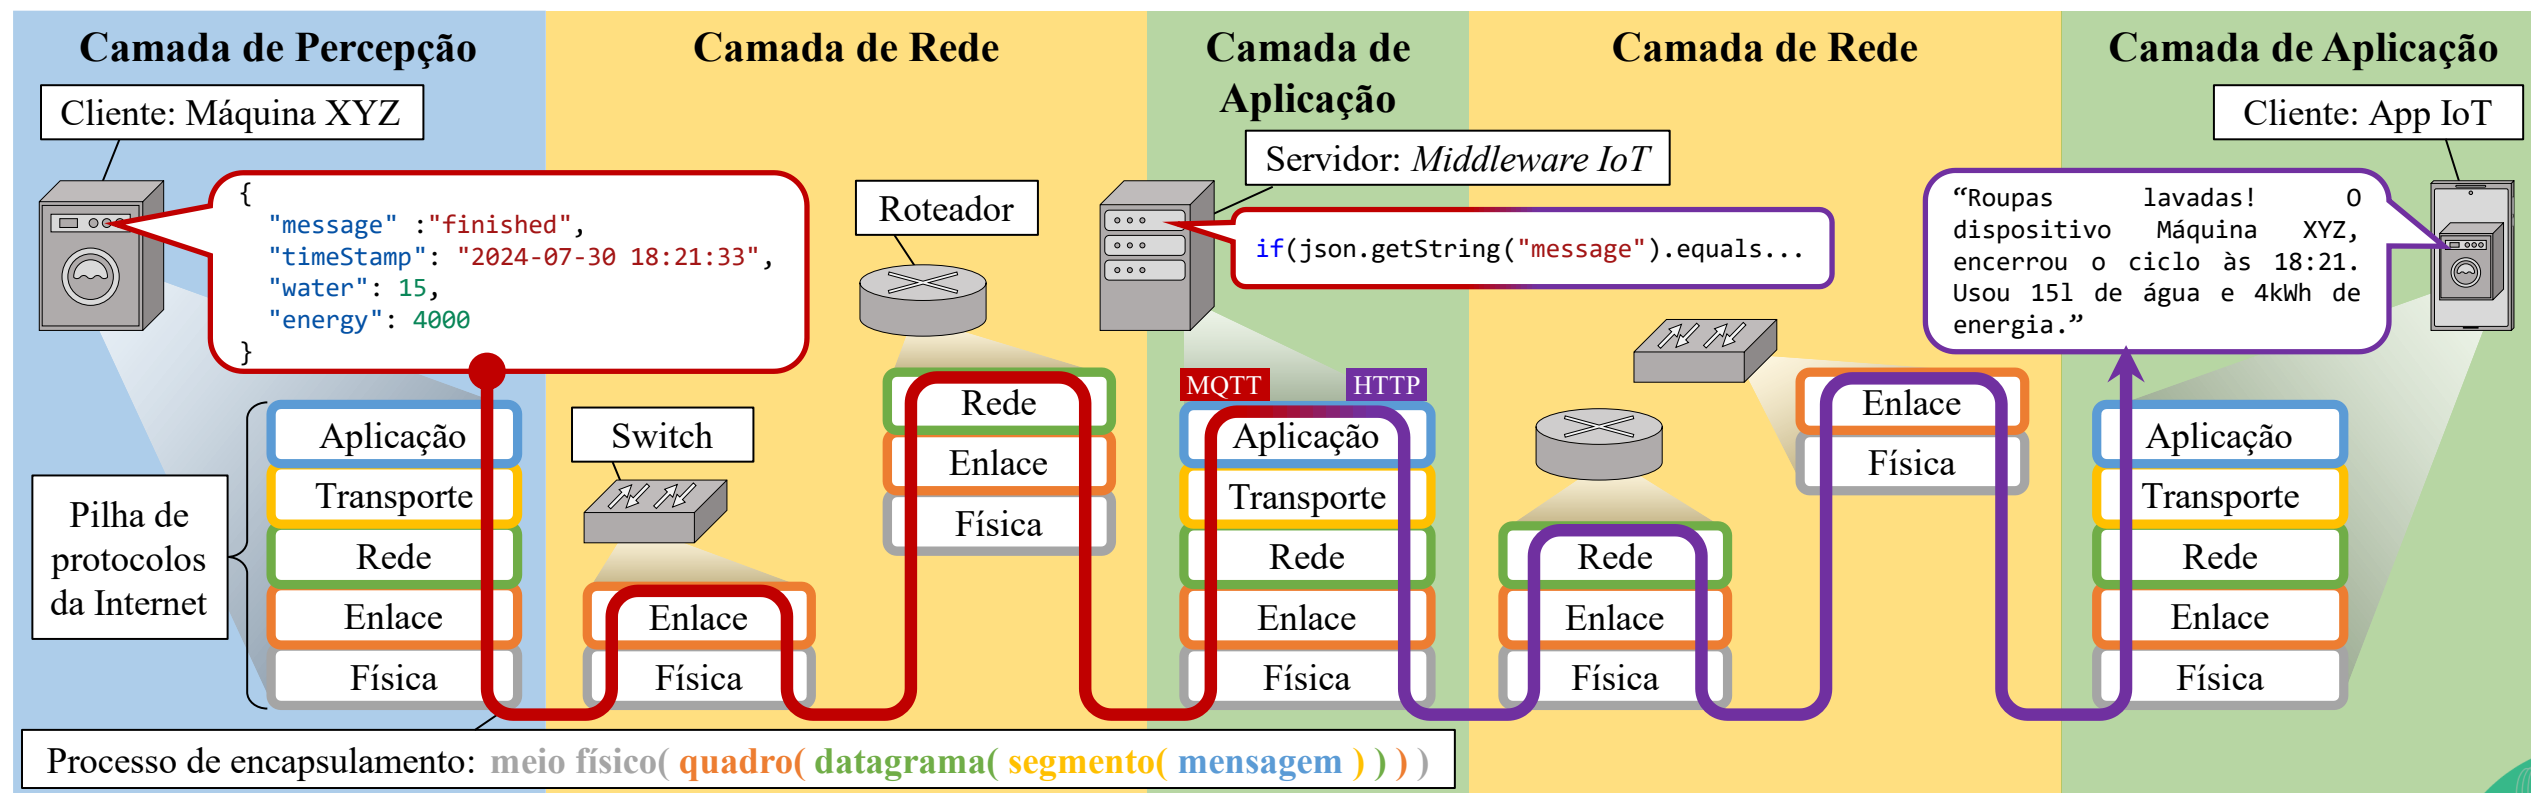 Camada de Percepção
Camada de Rede
Camada de
Aplicação
Camada de Rede
Camada de Aplicação
Cliente: Máquina XYZ
{
"message" :"finished",
"timeStamp": "2024-07-30 18:21:33",
"water": 15,
"energy": 4000
}
Roteador
Servidor: Middleware IoT
if(json.getString("message").equals...
Cliente: App IoT
“Roupas lavadas! O
dispositivo Máquina XYZ,
encerrou o ciclo às 18:21.
Usou 15l de água e 4kWh de
energia.”
Pilha de
protocolos
da Internet
Aplicação
Transporte
Rede
Enlace
Física
Switch
Enlace
Física
Rede
Enlace
Física
MQTT
HTTP
Aplicação
Transporte
Rede
Enlace
Física
Rede
Enlace
Física
Enlace
Física
Aplicação
Transporte
Rede
Enlace
Física
Processo de encapsulamento: meio físico( quadro( datagrama( segmento( mensagem ) ) ) )